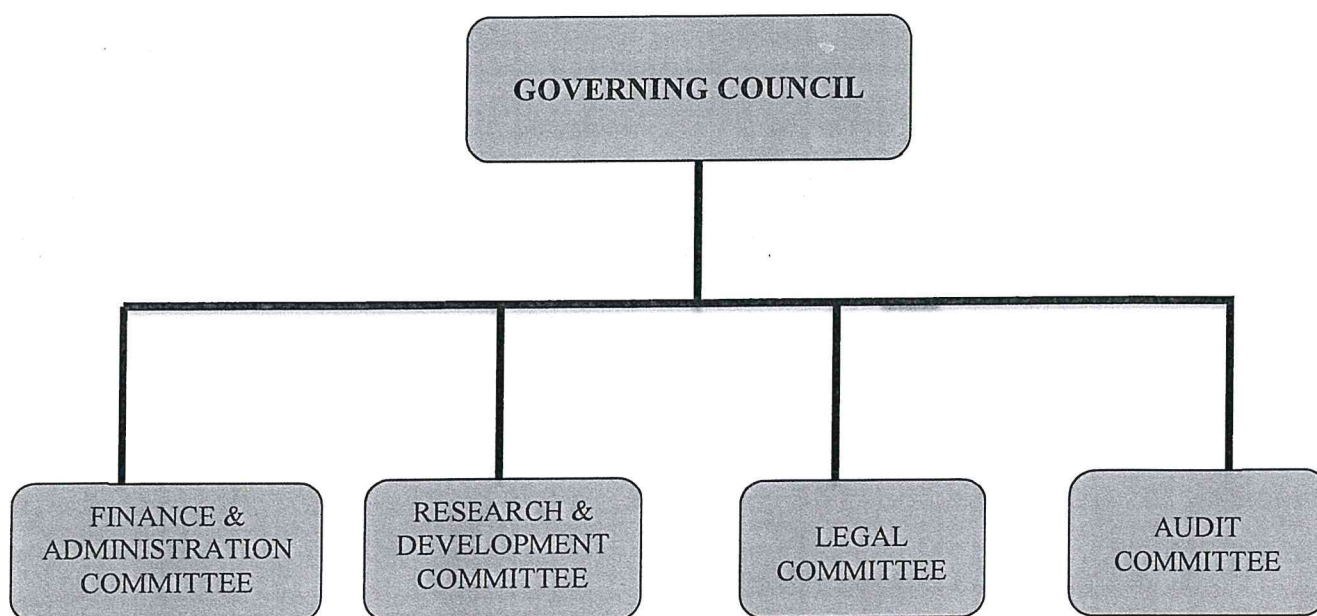 GOVERNING COUNCIL
FINANCE &
ADMINISTRATION
COMMITTEE
RESEARCH &
DEVELOPMENT
COMMITTEE
LEGAL
COMMITTEE
AUDIT
COMMITTEE